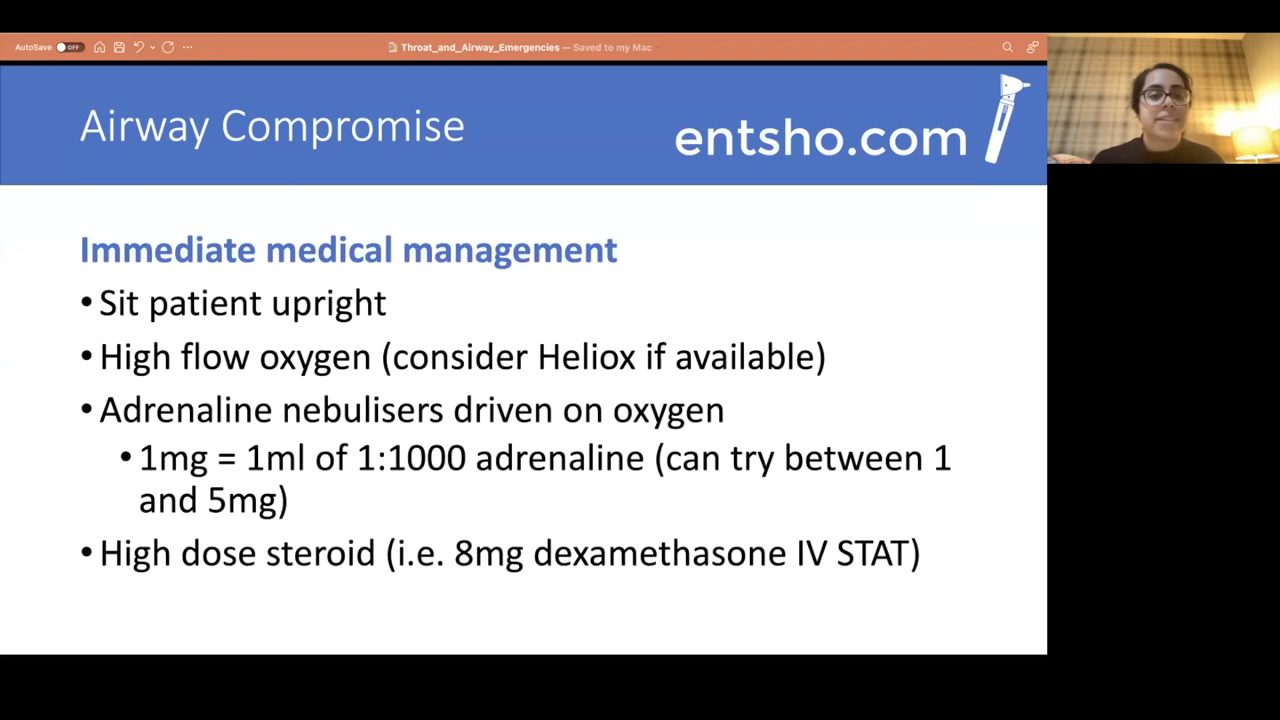 AutoSave OFF
Throat_and_Airway_Emergencies — Saved to my Mac
Airway Compromise
entsho.com
Immediate medical management
•Sit patient upright
•High flow oxygen (consider Heliox if available)
•Adrenaline nebulisers driven on oxygen
•1mg = 1ml of 1:1000 adrenaline (can try between 1
and 5mg)
•High dose steroid (i.e. 8mg dexamethasone IV STAT)